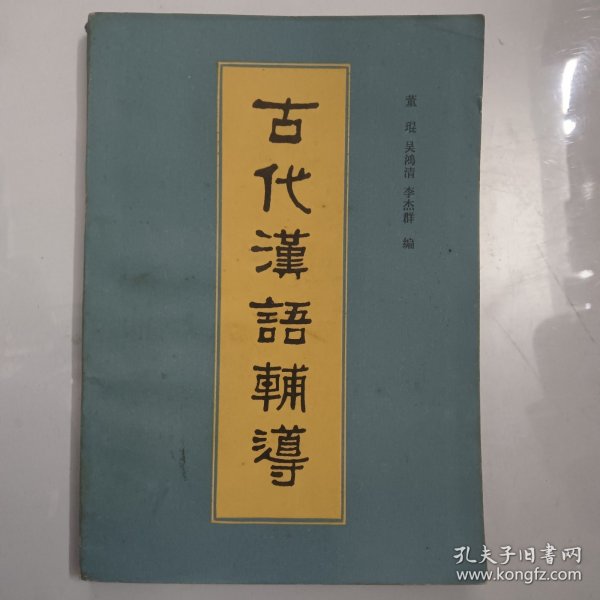 古代漢語輔導
董琨 吴鸿清 李杰群 編
孔夫子旧书网
www.kongfz.com